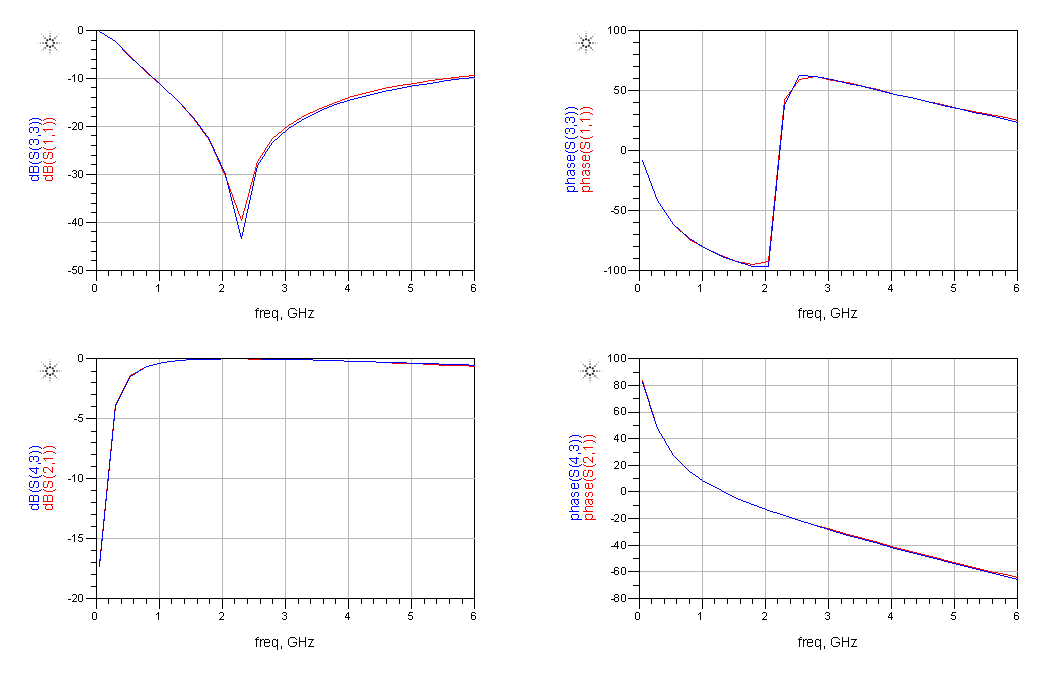 0
-10
-20
-30
-40
-50
dB(S(3,3))
dB(S(1,1))
0 1 2 3 4 5 6
freq, GHz
100
50
0
-50
-100
phase(S(3,3))
phase(S(1,1))
0 1 2 3 4 5 6
freq, GHz
0
-5
-10
-15
-20
dB(S(4,3))
dB(S(2,1))
0 1 2 3 4 5 6
freq, GHz
100
80
60
40
20
0
-20
-40
-60
-80
phase(S(4,3))
phase(S(2,1))
0 1 2 3 4 5 6
freq, GHz